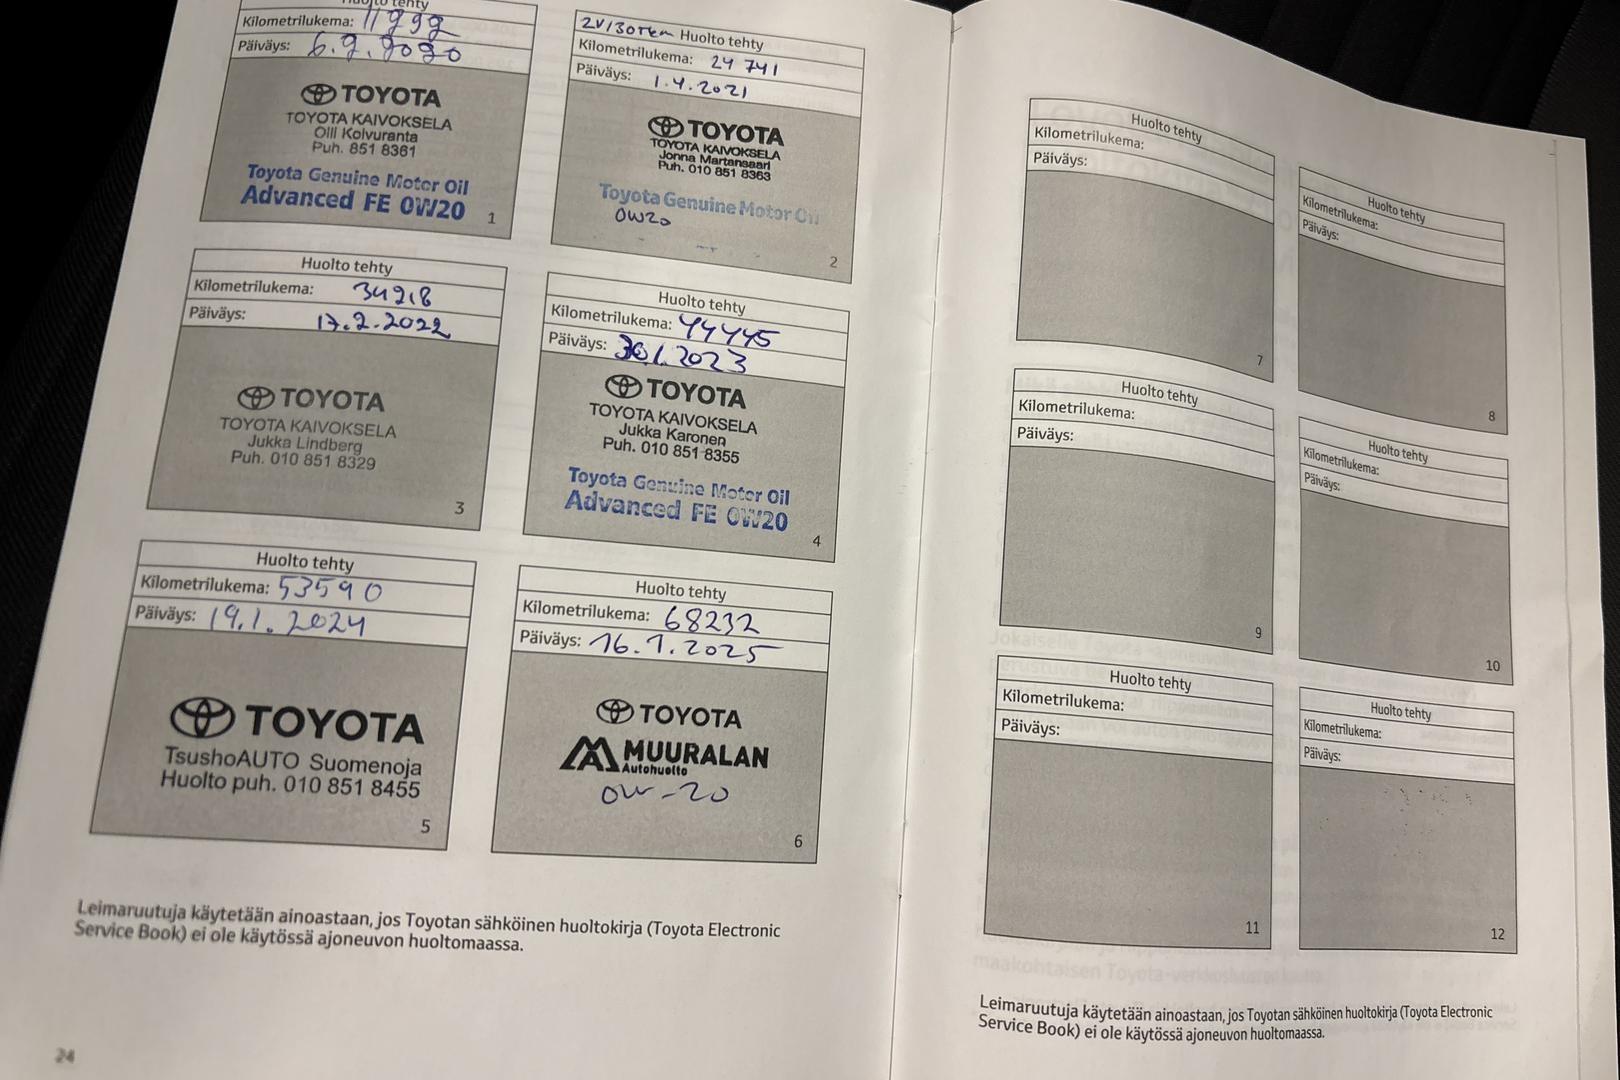 Huolto tehty
Kilometrilukema: 11999
Päiväys: 6.9.2020
TOYOTA
TOYOTA KAIVOKSELA
Olli Koivuranta
Puh. 851 8361
Toyota Genuine Motor Oil
Advanced FE 0W20
1
2V/30Tkm Huolto tehty
Kilometrilukema: 24 741
Päiväys: 1.4.2021
TOYOTA
TOYOTA KAIVOKSELA
Jonna Martansaari
Puh. 010 851 8363
Toyota Genuine Motor Oil
0W20
2
Huolto tehty
Kilometrilukema: 34218
Päiväys: 17.2.2022
TOYOTA
TOYOTA KAIVOKSELA
Jukka Lindberg
Puh. 010 851 8329
3
Huolto tehty
Kilometrilukema: 44445
Päiväys: 30.1.2023
TOYOTA
TOYOTA KAIVOKSELA
Jukka Karonen
Puh. 010 851 8355
Toyota Genuine Motor Oil
Advanced FE 0W20
4
Huolto tehty
Kilometrilukema: 53590
Päiväys: 19.1.2024
TOYOTA
TsushoAUTO Suomenoja
Huolto puh. 010 851 8455
5
Huolto tehty
Kilometrilukema: 68232
Päiväys: 16.1.2025
TOYOTA
MUURALAN
Autohuolto
0W-20
6
Leimaruutuja käytetään ainoastaan, jos Toyotan sähköinen huoltokirja (Toyota Electronic
Service Book) ei ole käytössä ajoneuvon huoltomaassa.
24
Huolto tehty
Kilometrilukema:
Päiväys:
7
Huolto tehty
Kilometrilukema:
Päiväys:
8
Huolto tehty
Kilometrilukema:
Päiväys:
9
Huolto tehty
Kilometrilukema:
Päiväys:
10
Huolto tehty
Kilometrilukema:
Päiväys:
11
Huolto tehty
Kilometrilukema:
Päiväys:
12
Leimaruutuja käytetään ainoastaan, jos Toyotan sähköinen huoltokirja (Toyota Electronic
Service Book) ei ole käytössä ajoneuvon huoltomaassa.